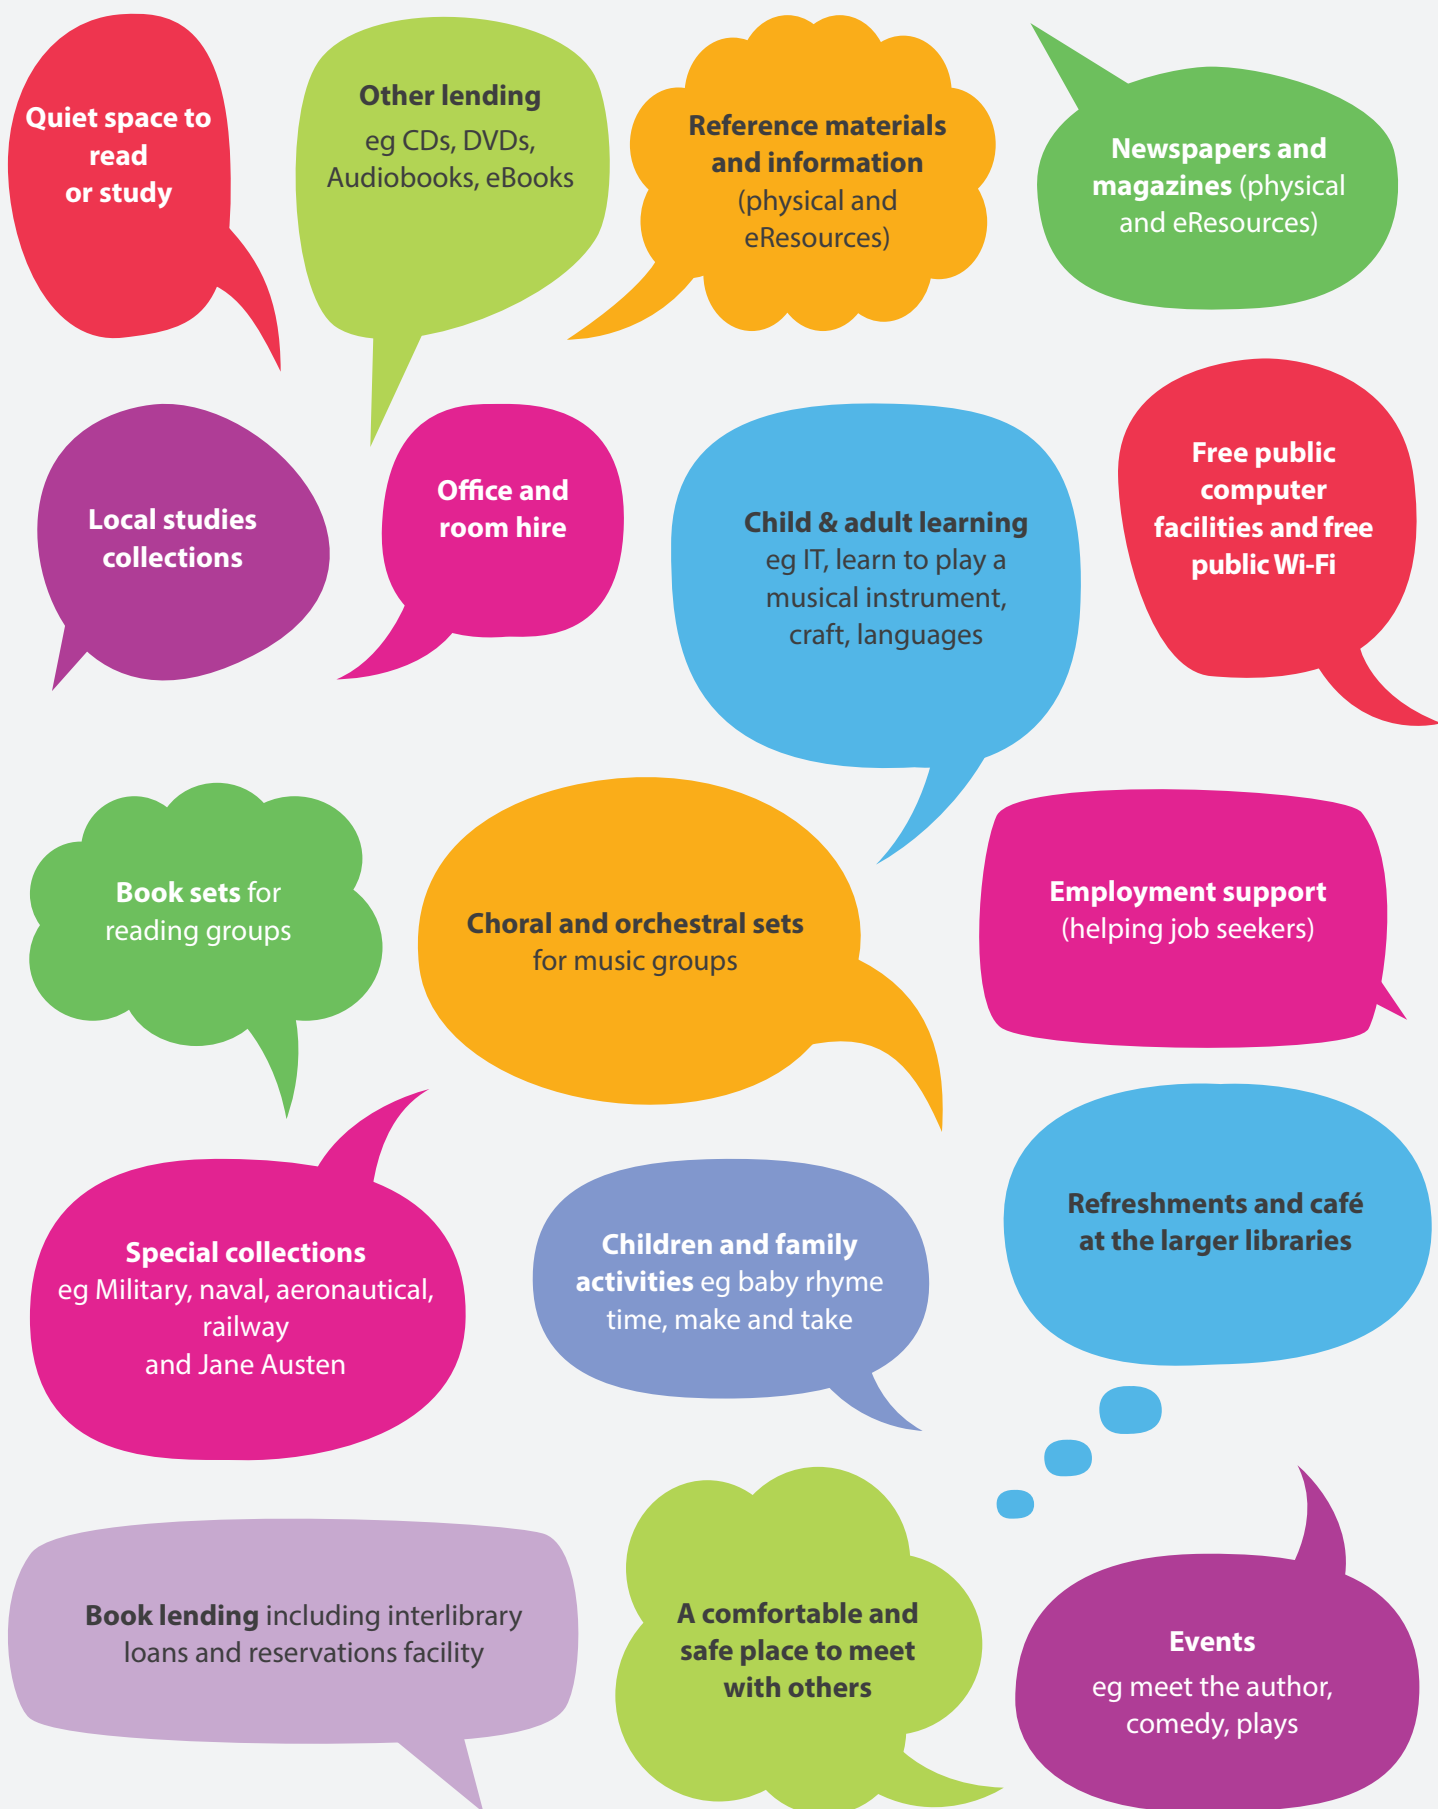 Quiet space to
read
or study
Other lending
eg CDs, DVDs,
Audiobooks, eBooks
Reference materials
and information
(physical and
eResources)
Newspapers and
magazines (physical
and eResources)
Local studies
collections
Office and
room hire
Child & adult learning
eg IT, learn to play a
musical instrument,
craft, languages
Free public
computer
facilities and free
public Wi-Fi
Book sets for
reading groups
Choral and orchestral sets
for music groups
Employment support
(helping job seekers)
Special collections
eg Military, naval, aeronautical,
railway
and Jane Austen
Children and family
activities eg baby rhyme
time, make and take
Refreshments and café
at the larger libraries
Book lending including interlibrary
loans and reservations facility
A comfortable and
safe place to meet
with others
Events
eg meet the author,
comedy, plays